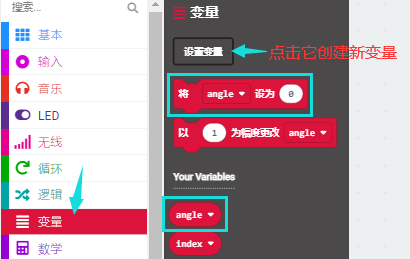 搜索...
基本
输入
音乐
LED
无线
循环
逻辑
变量
数学
变量
设置变量
点击它创建新变量
将 angle 设为 0
以 1 为幅度更改 angle
Your Variables
angle
index